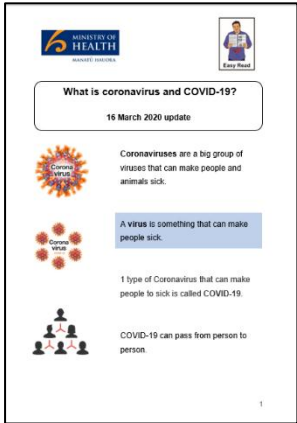 MINISTRY OF
HEALTH
MANATŪ HAUORA
Easy Read
What is coronavirus and COVID-19?
16 March 2020 update
Corona
virus
Coronaviruses are a big group of
viruses that can make people and
animals sick.
Corona
virus
A virus is something that can make
people sick.
1 type of Coronavirus that can make
people to sick is called COVID-19.
COVID-19 can pass from person to
person.
1